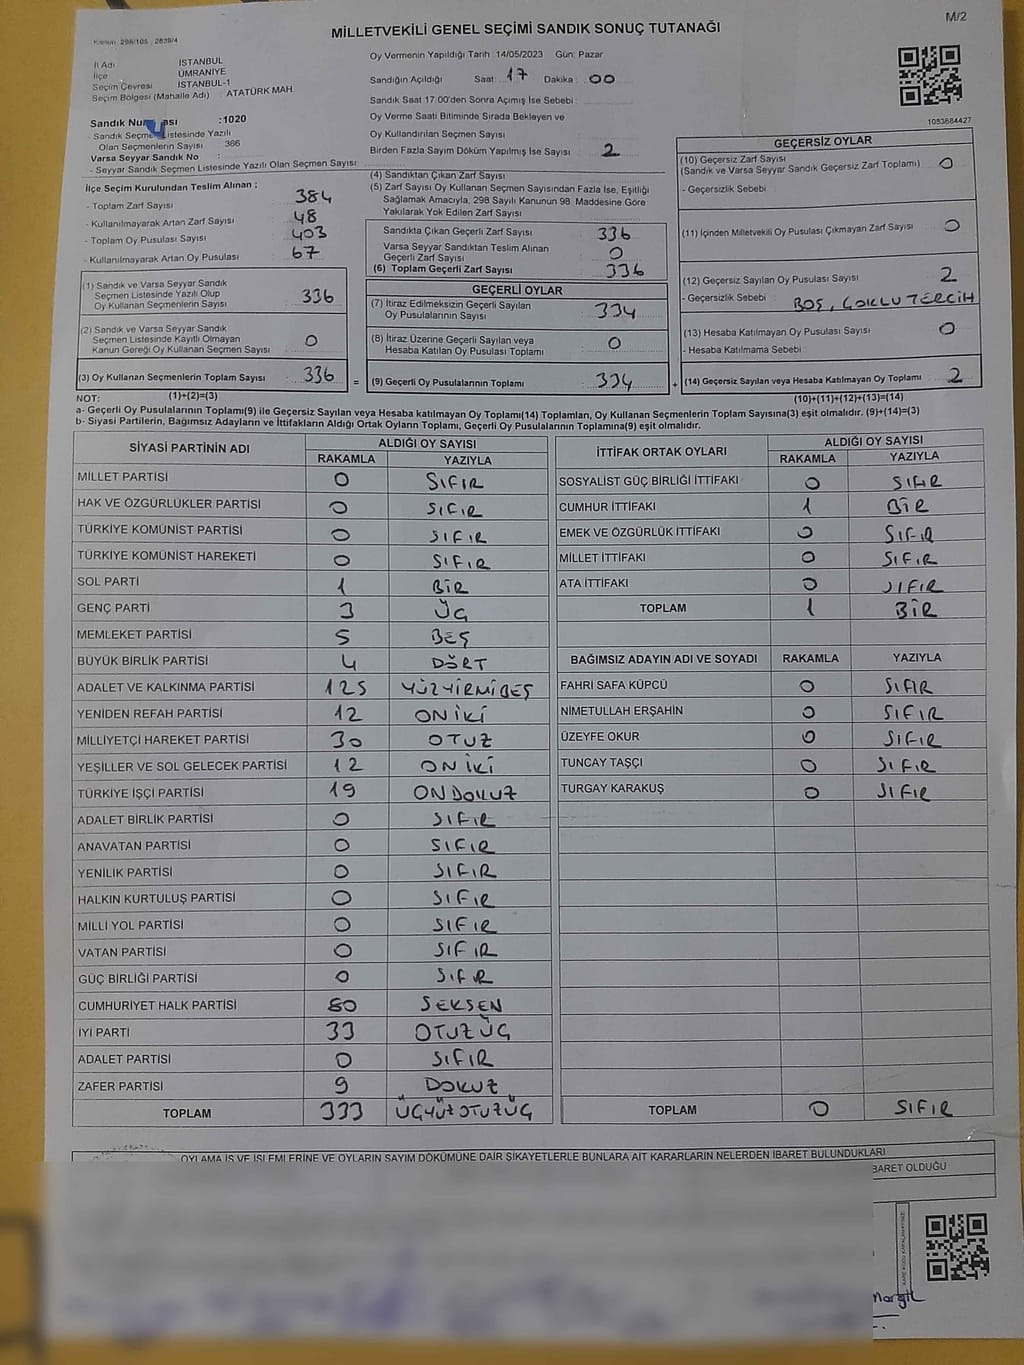 M/2
MİLLETVEKİLİ GENEL SEÇİMİ SANDIK SONUÇ TUTANAĞI
Kanun: 298/105 2839/4
İl Adı İSTANBUL
İlçe ÜMRANİYE
Seçim Çevresi İSTANBUL-1
Seçim Bölgesi (Mahalle Adı) : ATATÜRK MAH.
Oy Vermenin Yapıldığı Tarih : 14/05/2023 Gün: Pazar
Sandığın Açıldığı Saat: 17 Dakika : 00
Sandık Saat 17.00'den Sonra Açımış İse Sebebi :
Oy Verme Saati Bitiminde Sırada Bekleyen ve
Oy Kullandırılan Seçmen Sayısı
Birden Fazla Sayım Döküm Yapılmış İse Sayısı 2
1053684427
Sandık :1020
- Sandık Listesinde Yazılı
Olan Seçmenlerin Sayısı 366
Varsa Seyyar Sandık No :
- Seyyar Sandık Seçmen Listesinde Yazılı Olan Seçmen Sayısı
İlçe Seçim Kurulundan Teslim Alınan ;
- Toplam Zarf Sayısı 384
- Kullanılmayarak Artan Zarf Sayısı 48
- Toplam Oy Pusulası Sayısı 403
- Kullanılmayarak Artan Oy Pusulası 67
(1) Sandık ve Varsa Seyyar Sandık
Seçmen Listesinde Yazılı Olup
Oy Kullanan Seçmenlerin Sayısı 336
(2) Sandık ve Varsa Seyyar Sandık
Seçmen Listesinde Kayıtlı Olmayan
Kanun Gereği Oy Kullanan Seçmen Sayısı 0
(3) Oy Kullanan Seçmenlerin Toplam Sayısı : 336
(1)+(2)=(3)
(4) Sandıktan Çıkan Zarf Sayısı
(5) Zarf Sayısı Oy Kullanan Seçmen Sayısından Fazla İse, Eşitliği
Sağlamak Amacıyla, 298 Sayılı Kanunun 98. Maddesine Göre
Yakılarak Yok Edilen Zarf Sayısı
Sandıkta Çıkan Geçerli Zarf Sayısı 336
Varsa Seyyar Sandıktan Teslim Alınan
Geçerli Zarf Sayısı 0
(6) Toplam Geçerli Zarf Sayısı 336
GEÇERLİ OYLAR
(7) İtiraz Edilmeksizin Geçerli Sayılan
Oy Pusulalarının Sayısı 334
(8) İtiraz Üzerine Geçerli Sayılan veya
Hesaba Katılan Oy Pusulası Toplamı 0
= (9) Geçerli Oy Pusulalarının Toplamı 334
GEÇERSİZ OYLAR
(10) Geçersiz Zarf Sayısı 0
(Sandık ve Varsa Seyyar Sandık Geçersiz Zarf Toplamı)
- Geçersizlik Sebebi
(11) İçinden Milletvekili Oy Pusulası Çıkmayan Zarf Sayısı 0
(12) Geçersiz Sayılan Oy Pusulası Sayısı 2
- Geçersizlik Sebebi : BOŞ, ÇOKLU TERCİH
(13) Hesaba Katılmayan Oy Pusulası Sayısı 0
- Hesaba Katılmama Sebebi :
+ (14) Geçersiz Sayılan veya Hesaba Katılmayan Oy Toplamı 2
(10)+(11)+(12)+(13)=(14)
NOT:
a- Geçerli Oy Pusulalarının Toplamı(9) ile Geçersiz Sayılan veya Hesaba katılmayan Oy Toplamı(14) Toplamları, Oy Kullanan Seçmenlerin Toplam Sayısına(3) eşit olmalıdır. (9)+(14)=(3)
b- Siyasi Partilerin, Bağımsız Adayların ve İttifakların Aldığı Ortak Oyların Toplamı, Geçerli Oy Pusulalarının Toplamına(9) eşit olmalıdır.
SİYASİ PARTİNİN ADI ALDIĞI OY SAYISI
RAKAMLA YAZIYLA
MİLLET PARTİSİ 0 SIFIR
HAK VE ÖZGÜRLÜKLER PARTİSİ 0 SIFIR
TÜRKİYE KOMÜNİST PARTİSİ 0 SIFIR
TÜRKİYE KOMÜNİST HAREKETİ 0 SIFIR
SOL PARTİ 1 BİR
GENÇ PARTİ 3 ÜÇ
MEMLEKET PARTİSİ 5 BEŞ
BÜYÜK BİRLİK PARTİSİ 4 DÖRT
ADALET VE KALKINMA PARTİSİ 125 YÜZYİRMİBEŞ
YENİDEN REFAH PARTİSİ 12 ONİKİ
MİLLİYETÇİ HAREKET PARTİSİ 30 OTUZ
YEŞİLLER VE SOL GELECEK PARTİSİ 12 ONİKİ
TÜRKİYE İŞÇİ PARTİSİ 19 ONDOKUZ
ADALET BİRLİK PARTİSİ 0 SIFIR
ANAVATAN PARTİSİ 0 SIFIR
YENİLİK PARTİSİ 0 SIFIR
HALKIN KURTULUŞ PARTİSİ 0 SIFIR
MİLLİ YOL PARTİSİ 0 SIFIR
VATAN PARTİSİ 0 SIFIR
GÜÇ BİRLİĞİ PARTİSİ 0 SIFIR
CUMHURİYET HALK PARTİSİ 80 SEKSEN
İYİ PARTİ 33 OTUZÜÇ
ADALET PARTİSİ 0 SIFIR
ZAFER PARTİSİ 9 DOKUZ
TOPLAM 333 ÜÇYÜZOTUZÜÇ
İTTİFAK ORTAK OYLARI ALDIĞI OY SAYISI
RAKAMLA YAZIYLA
SOSYALİST GÜÇ BİRLİĞİ İTTİFAKI 0 SIFIR
CUMHUR İTTİFAKI 1 BİR
EMEK VE ÖZGÜRLÜK İTTİFAKI 0 SIFIR
MİLLET İTTİFAKI 0 SIFIR
ATA İTTİFAKI 0 SIFIR
TOPLAM 1 BİR
BAĞIMSIZ ADAYIN ADI VE SOYADI RAKAMLA YAZIYLA
FAHRİ SAFA KÜPCÜ 0 SIFIR
NİMETULLAH ERŞAHİN 0 SIFIR
ÜZEYFE OKUR 0 SIFIR
TUNCAY TAŞÇI 0 SIFIR
TURGAY KARAKUŞ 0 SIFIR
TOPLAM 0 SIFIR
OYLAMA İŞ VE İŞLEMLERİNE VE OYLARIN SAYIM DÖKÜMÜNE DAİR ŞİKAYETLERLE BUNLARA AİT KARARLARIN NELERDEN İBARET BULUNDUKLARI
BARET OLDUĞU